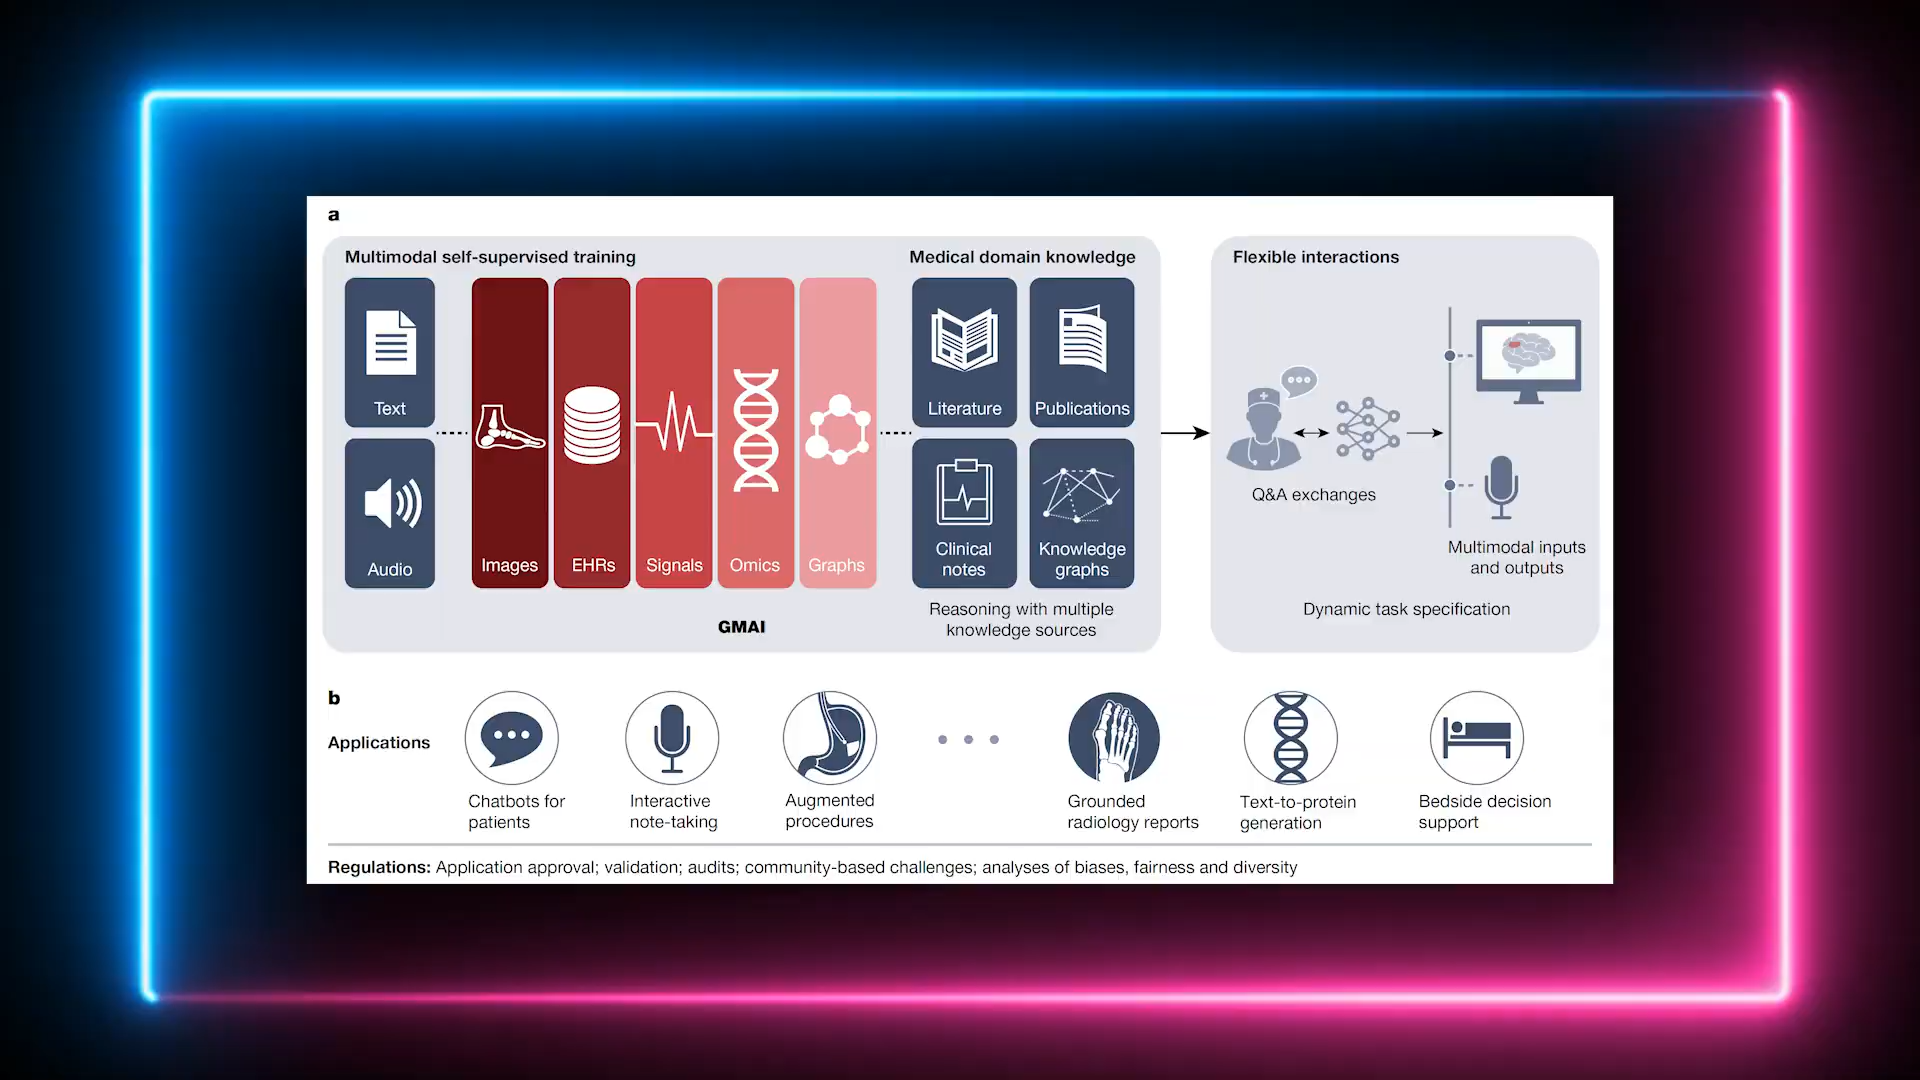 a
Multimodal self-supervised training
Medical domain knowledge
Flexible interactions
Text
Audio
Images
EHRs
Signals
Omics
Graphs
Literature
Publications
Clinical
notes
Knowledge
graphs
Reasoning with multiple
knowledge sources
GMAI
Q&A exchanges
Multimodal inputs
and outputs
Dynamic task specification
b
Applications
Chatbots for
patients
Interactive
note-taking
Augmented
procedures
Grounded
radiology reports
Text-to-protein
generation
Bedside decision
support
Regulations: Application approval; validation; audits; community-based challenges; analyses of biases, fairness and diversity